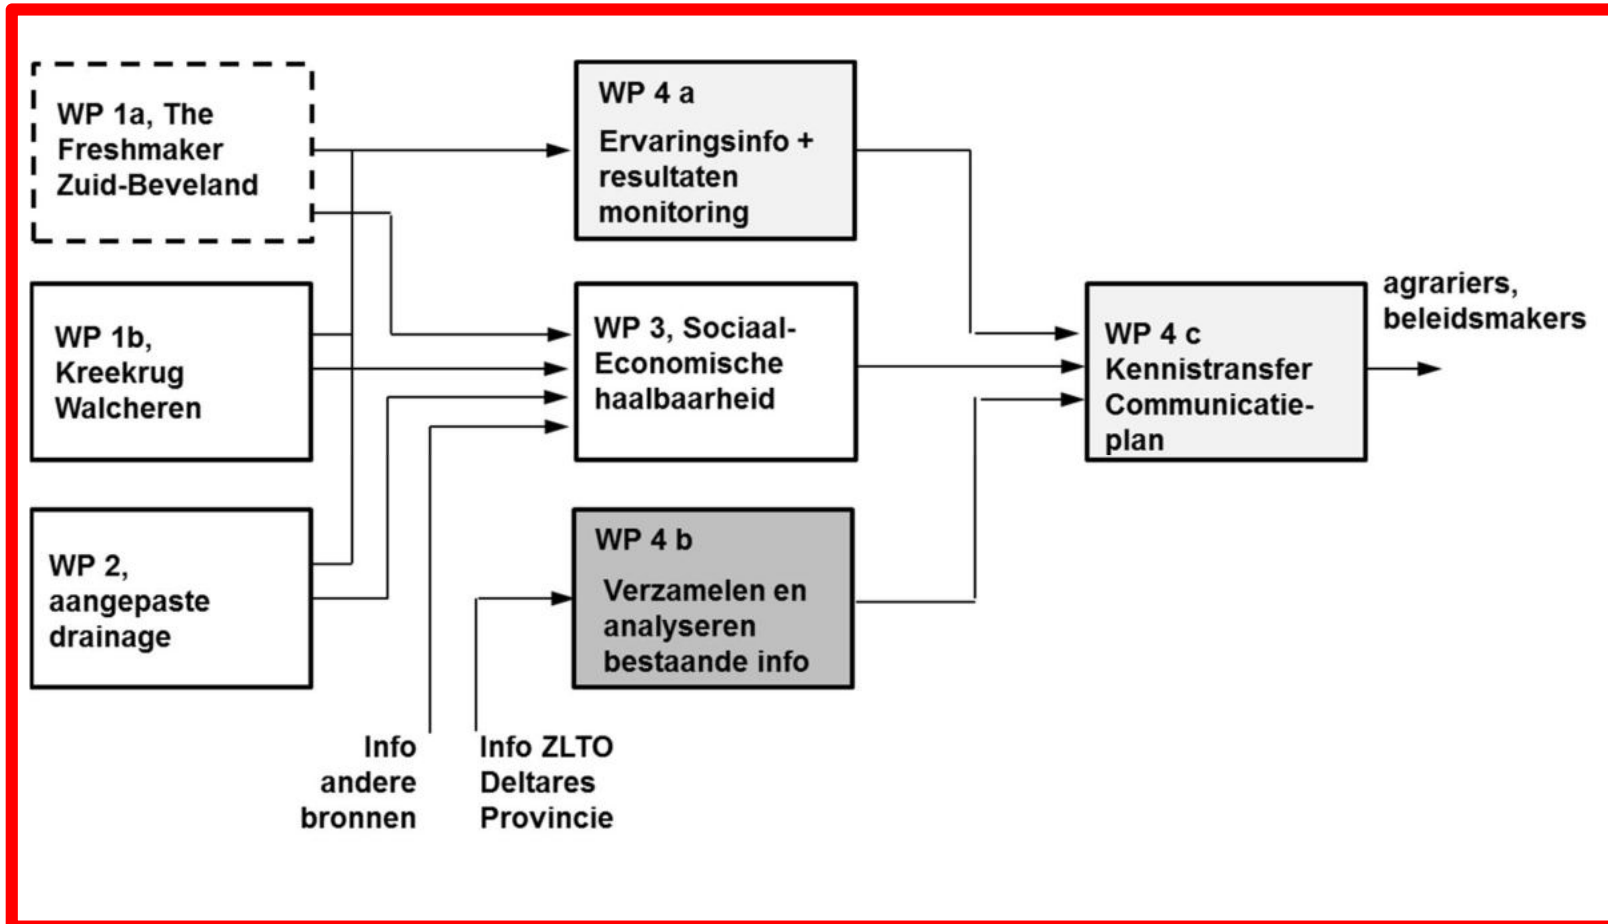 WP 1a, The
Freshmaker
Zuid-Beveland
WP 1b,
Kreekrug
Walcheren
WP 2,
aangepaste
drainage
WP 4 a
Ervaringsinfo +
resultaten
monitoring
WP 3, Sociaal-
Economische
haalbaarheid
WP 4 b
Verzamelen en
analyseren
bestaande info
Info
andere
bronnen
Info ZLTO
Deltares
Provincie
WP 4 c
Kennistransfer
Communicatie-
plan
agrariers,
beleidsmakers